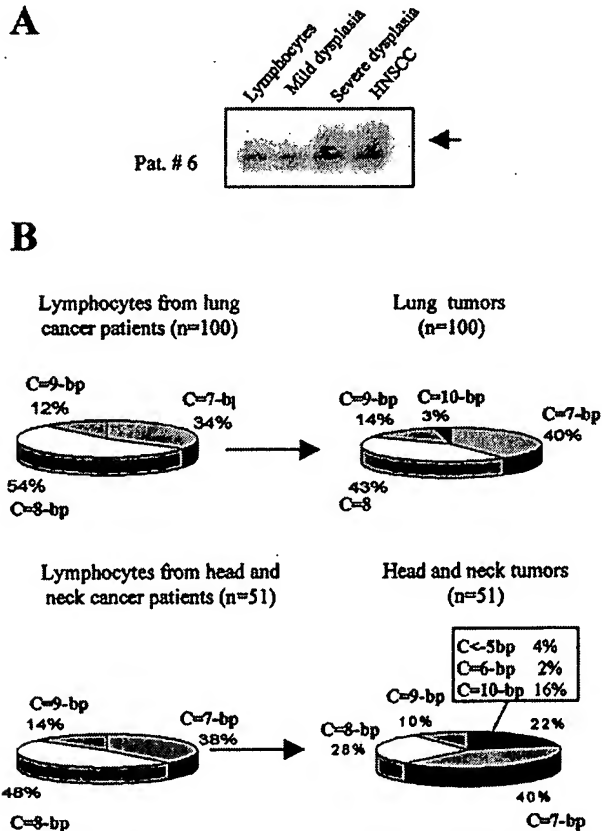 A
Lymphocytes
Mild dysplasia
Severe dysplasia
HNSCC
Pat. # 6
B
Lymphocytes from lung
cancer patients (n=100)
Lung tumors
(n=100)
C=9-bp
12%
C=7-b
34%
54%
C=8-bp
C=9-bp
14%
C=10-bp
3%
C=7-bp
40%
43%
C=8
Lymphocytes from head and
neck cancer patients (n=51)
Head and neck tumors
(n=51)
C<-5bp 4%
C=6-bp 2%
C=10-bp 16%
C=9-bp
14%
C=7-bp
38%
48%
C=8-bp
C=9-bp
10%
C=8-bp
28%
22%
40%
C=7-bp